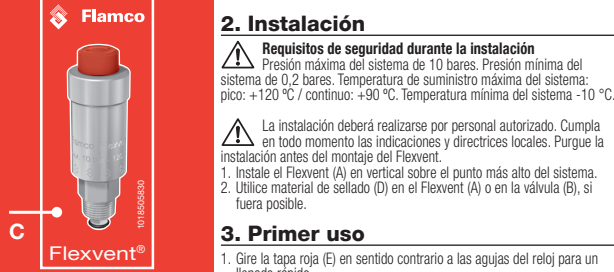 Flamco
C
1018505830
Flexvent®
2. Instalación
Requisitos de seguridad durante la instalación
Presión máxima del sistema de 10 bares. Presión mínima del
sistema de 0,2 bares. Temperatura de suministro máxima del sistema:
pico: +120 ºC / continuo: +90 ºC. Temperatura mínima del sistema -10 °C.
La instalación deberá realizarse por personal autorizado. Cumpla
en todo momento las indicaciones y directrices locales. Purgue la
instalación antes del montaje del Flexvent.
1. Instale el Flexvent (A) en vertical sobre el punto más alto del sistema.
2. Utilice material de sellado (D) en el Flexvent (A) o en la válvula (B), si
fuera posible.
3. Primer uso
1. Gire la tapa roja (E) en sentido contrario a las agujas del reloj para un